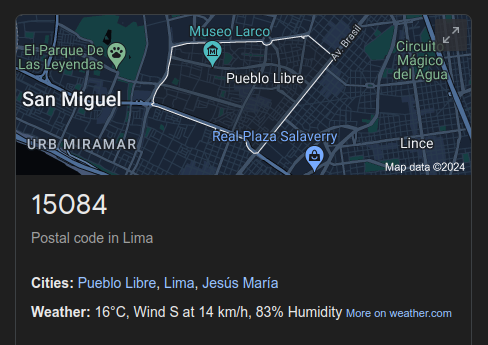 Museo Larco
Av. Brasil
El Parque De
Las Leyendas
Circuito
Mágico
del Agua
Pueblo Libre
San Miguel
Real Plaza Salaverry
URB MIRAMAR
Lince
Map data ©2024
15084
Postal code in Lima
Cities: Pueblo Libre, Lima, Jesús María
Weather: 16°C, Wind S at 14 km/h, 83% Humidity More on weather.com